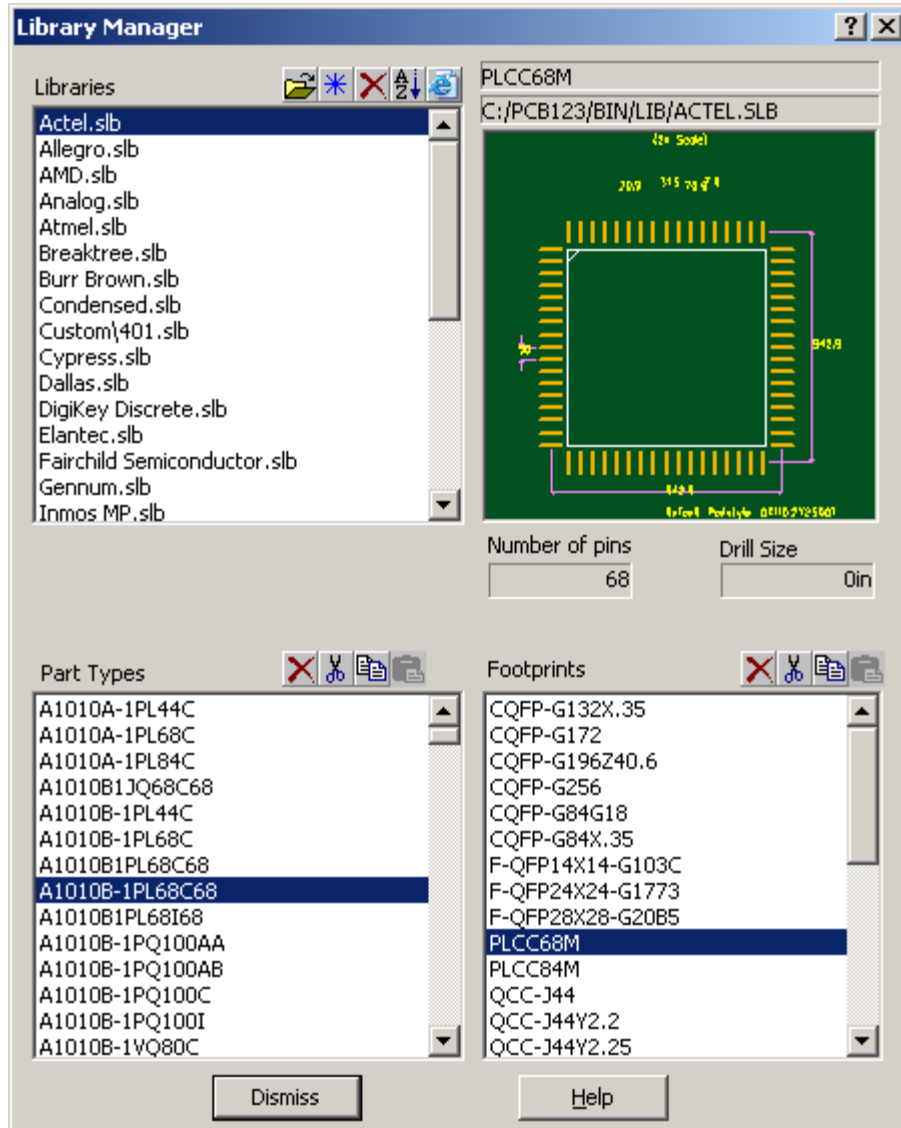 Library Manager
Libraries
Actel.slb
Allegro.slb
AMD.slb
Analog.slb
Atmel.slb
Breaktree.slb
Burr Brown.slb
Condensed.slb
Custom\401.slb
Cypress.slb
Dallas.slb
DigiKey Discrete.slb
Elantec.slb
Fairchild Semiconductor.slb
Gennum.slb
Inmos MP.slb
PLCC68M
C:/PCB123/BIN/LIB/ACTEL.SLB
(2x Scale)
942.9
Number of pins
Drill Size
68
0in
Part Types
A1010A-1PL44C
A1010A-1PL68C
A1010A-1PL84C
A1010B1JQ68C68
A1010B-1PL44C
A1010B-1PL68C
A1010B1PL68C68
A1010B-1PL68C68
A1010B1PL68I68
A1010B-1PQ100AA
A1010B-1PQ100AB
A1010B-1PQ100C
A1010B-1PQ100I
A1010B-1VQ80C
Footprints
CQFP-G132X.35
CQFP-G172
CQFP-G196Z40.6
CQFP-G256
CQFP-G84G18
CQFP-G84X.35
F-QFP14X14-G103C
F-QFP24X24-G1773
F-QFP28X28-G20B5
PLCC68M
PLCC84M
QCC-J44
QCC-J44Y2.2
QCC-J44Y2.25
Dismiss
Help